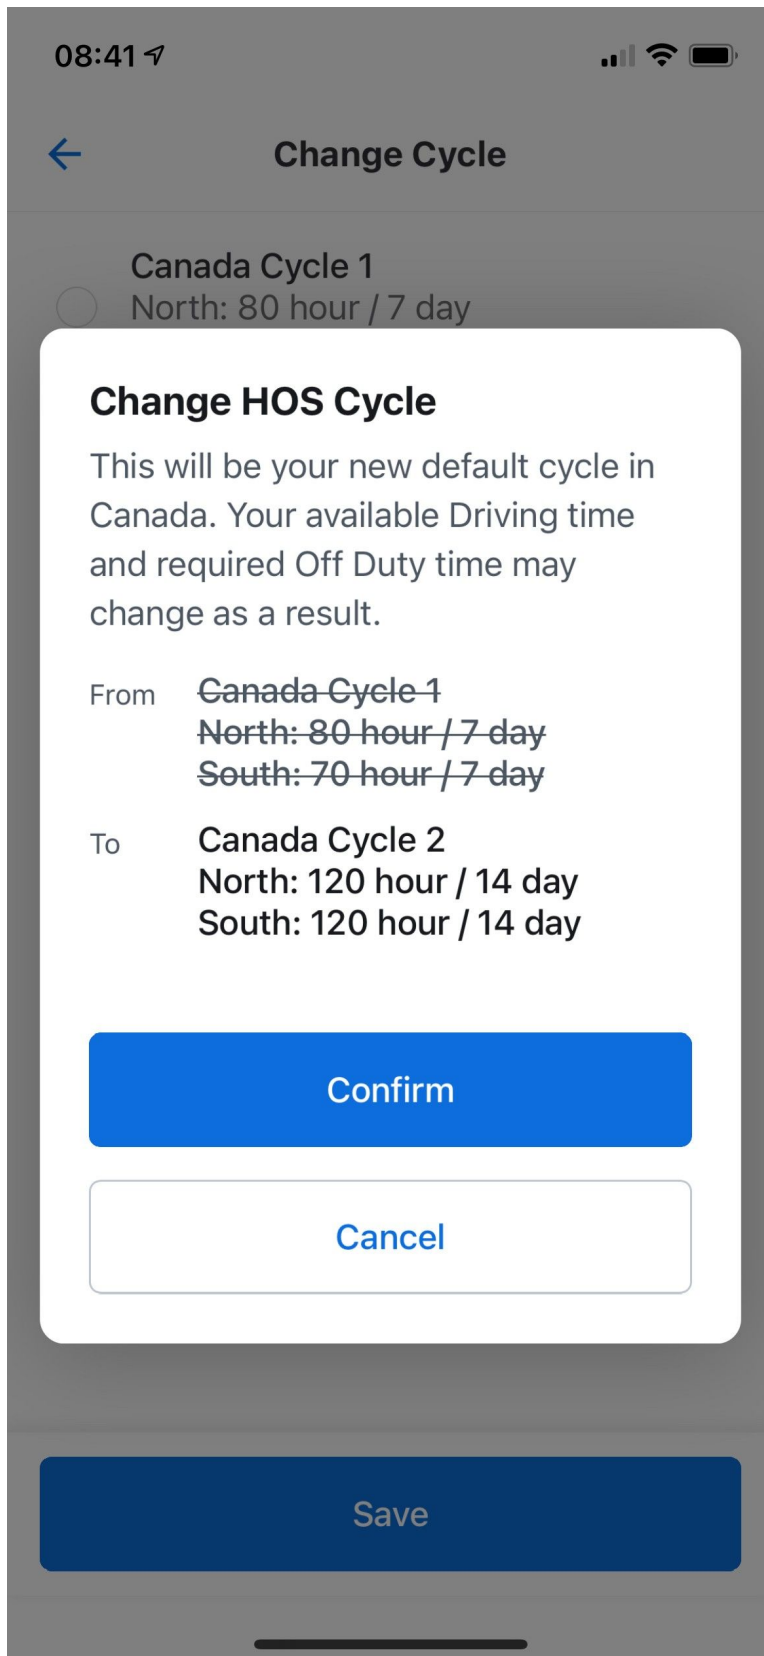 08:41
Change Cycle
Canada Cycle 1
North: 80 hour / 7 day
Change HOS Cycle
This will be your new default cycle in
Canada. Your available Driving time
and required Off Duty time may
change as a result.
From Canada Cycle 1
North: 80 hour / 7 day
South: 70 hour / 7 day
To Canada Cycle 2
North: 120 hour / 14 day
South: 120 hour / 14 day
Confirm
Cancel
Save